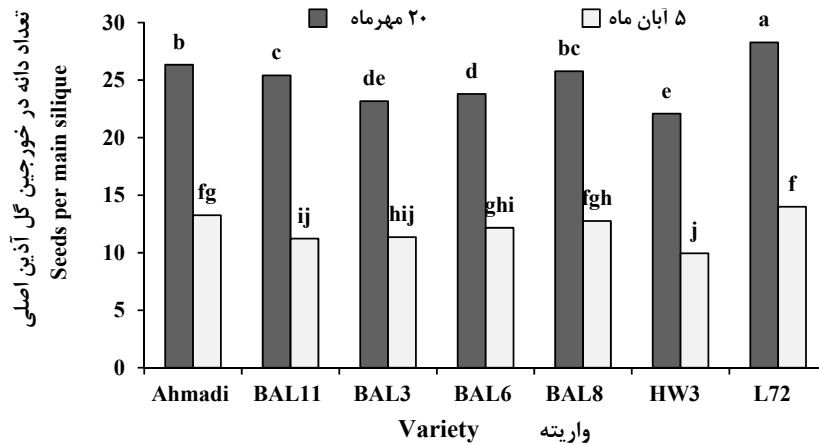 تعداد دانه در خورجین گل آذین اصلی
Seeds per main silique
۲۰ مهرماه
۵ آبان ماه
30
25
20
15
10
5
0
b
fg
c
ij
de
hij
d
ghi
bc
fgh
e
j
a
f
Ahmadi BAL11 BAL3 BAL6 BAL8 HW3 L72
Variety واریته